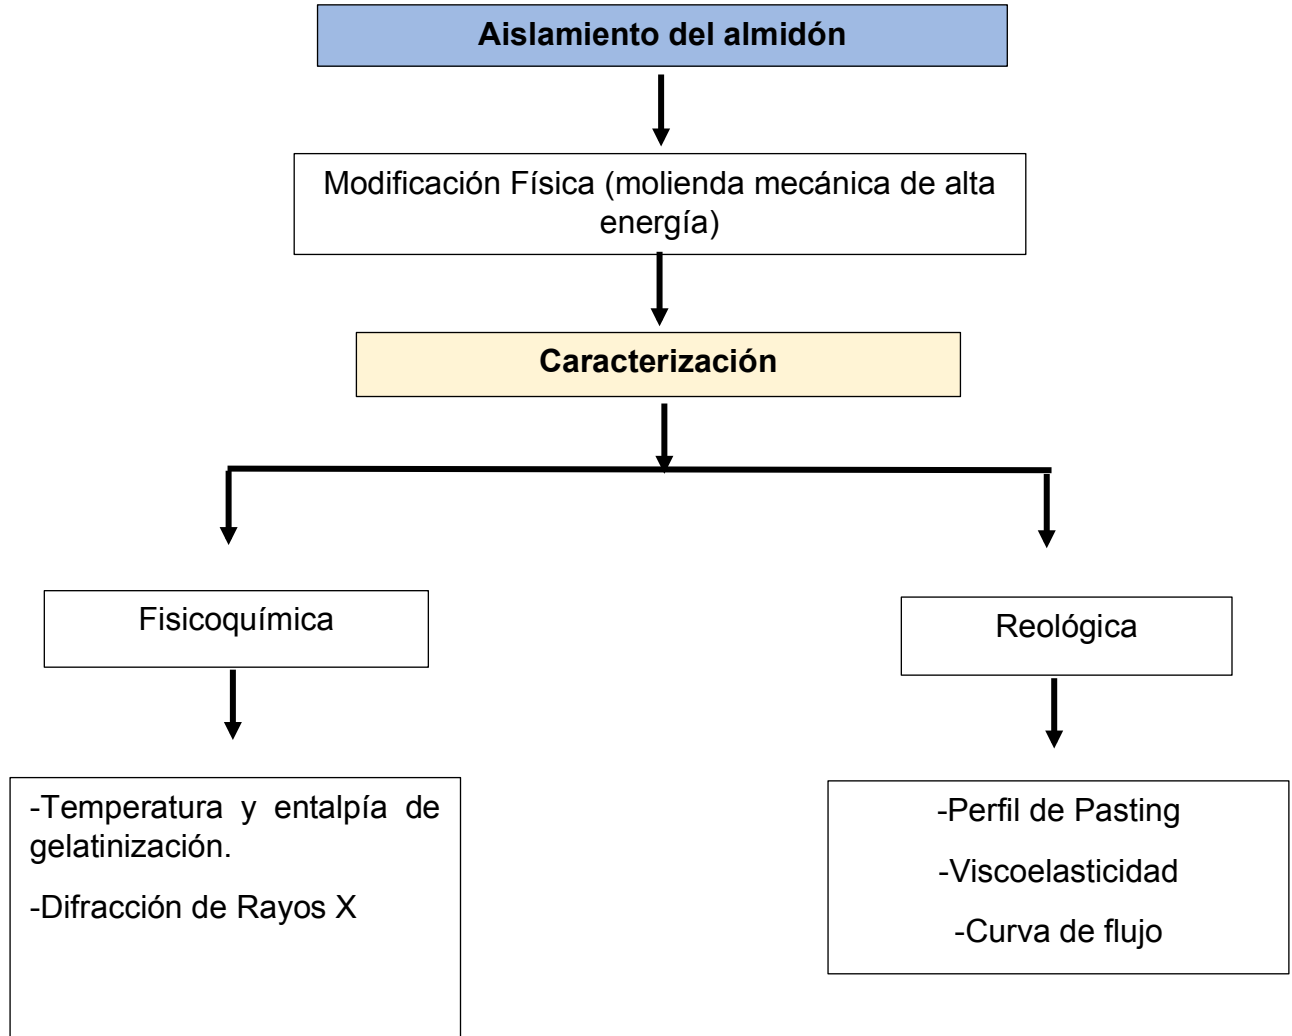 Aislamiento del almidón
Modificación Física (molienda mecánica de alta
energía)
Caracterización
Fisicoquímica
Reológica
-Temperatura y entalpía de
gelatinización.
-Difracción de Rayos X
-Perfil de Pasting
-Viscoelasticidad
-Curva de flujo